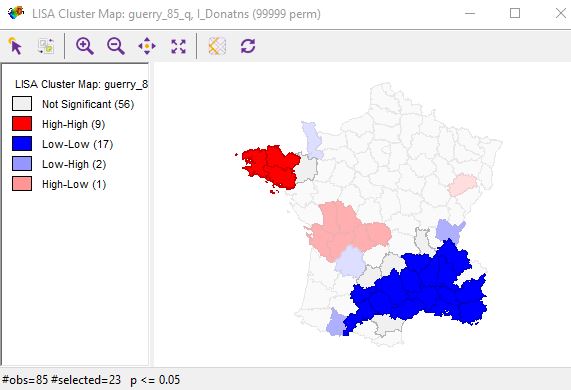 LISA Cluster Map: guerry_85_q, I_Donatns (99999 perm)
LISA Cluster Map: guerry_8
Not Significant (56)
High-High (9)
Low-Low (17)
Low-High (2)
High-Low (1)
#obs=85 #selected=23 p <= 0.05